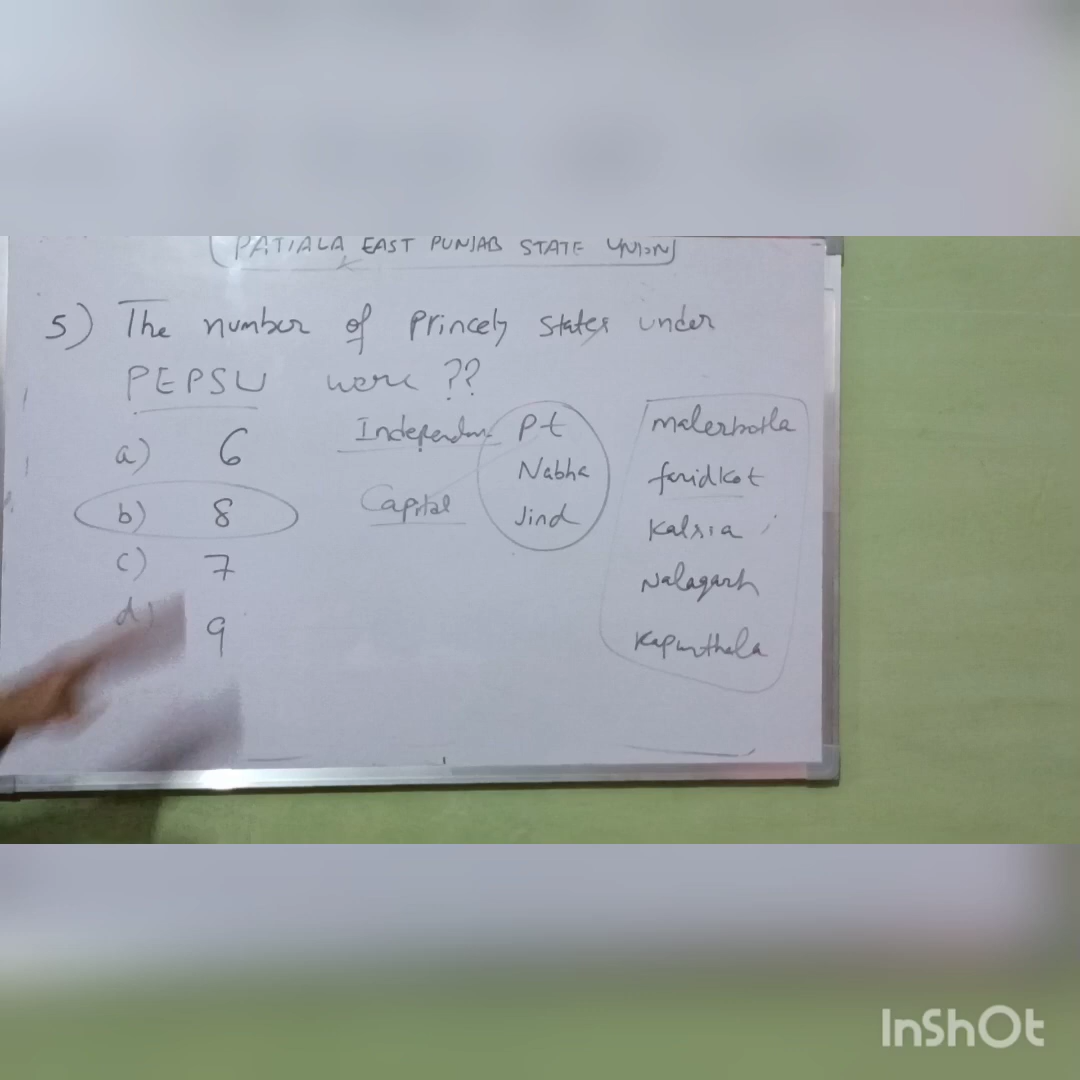 PATIALA EAST PUNJAB STATE UNION
5) The number of Princely states under
PEPSU were ??
a) 6
b) 8
c) 7
d) 9
Independen
Capital
Pt
Nabha
Jind
malerkotla
faridkot
Kalsia
Nalagarh
Kapurthala
InShOt